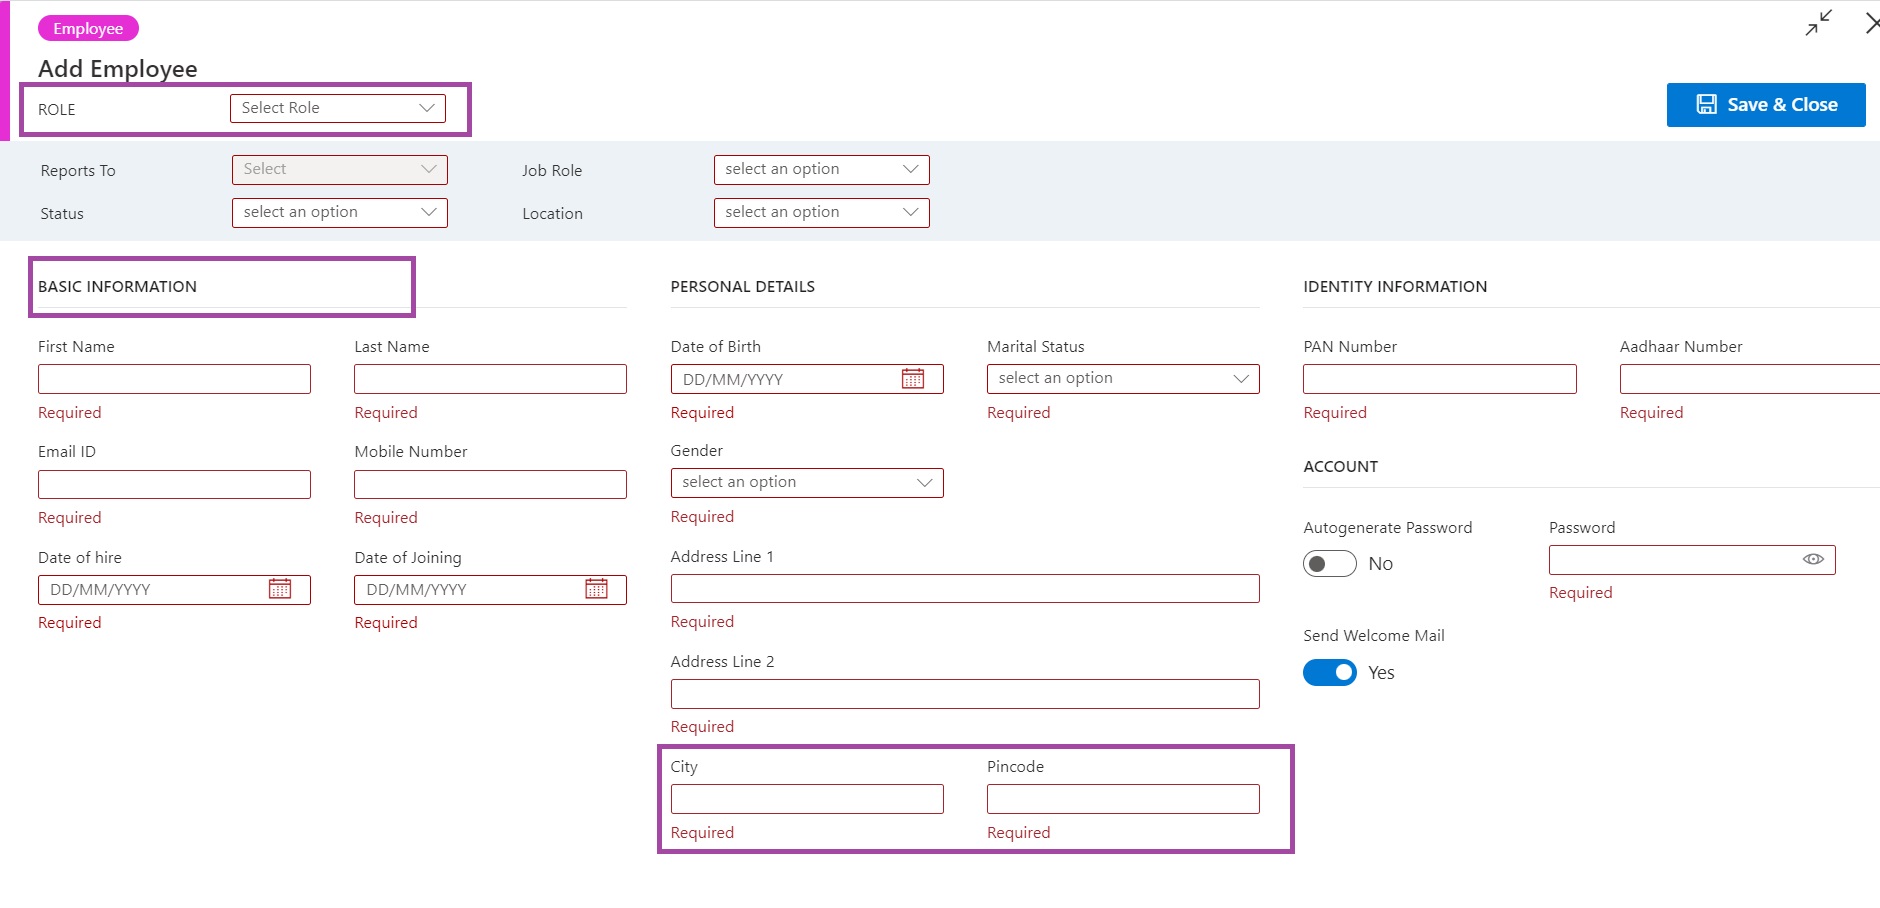 Employee
Add Employee
ROLE Select Role
Save & Close
Reports To Select Job Role select an option
Status select an option Location select an option
BASIC INFORMATION
First Name Last Name
Required Required
Email ID Mobile Number
Required Required
Date of hire Date of Joining
DD/MM/YYYY DD/MM/YYYY
Required Required
PERSONAL DETAILS
Date of Birth Marital Status
DD/MM/YYYY select an option
Required Required
Gender
select an option
Required
Address Line 1
Required
Address Line 2
Required
City Pincode
Required Required
IDENTITY INFORMATION
PAN Number Aadhaar Number
Required Required
ACCOUNT
Autogenerate Password Password
No
Required
Send Welcome Mail
Yes